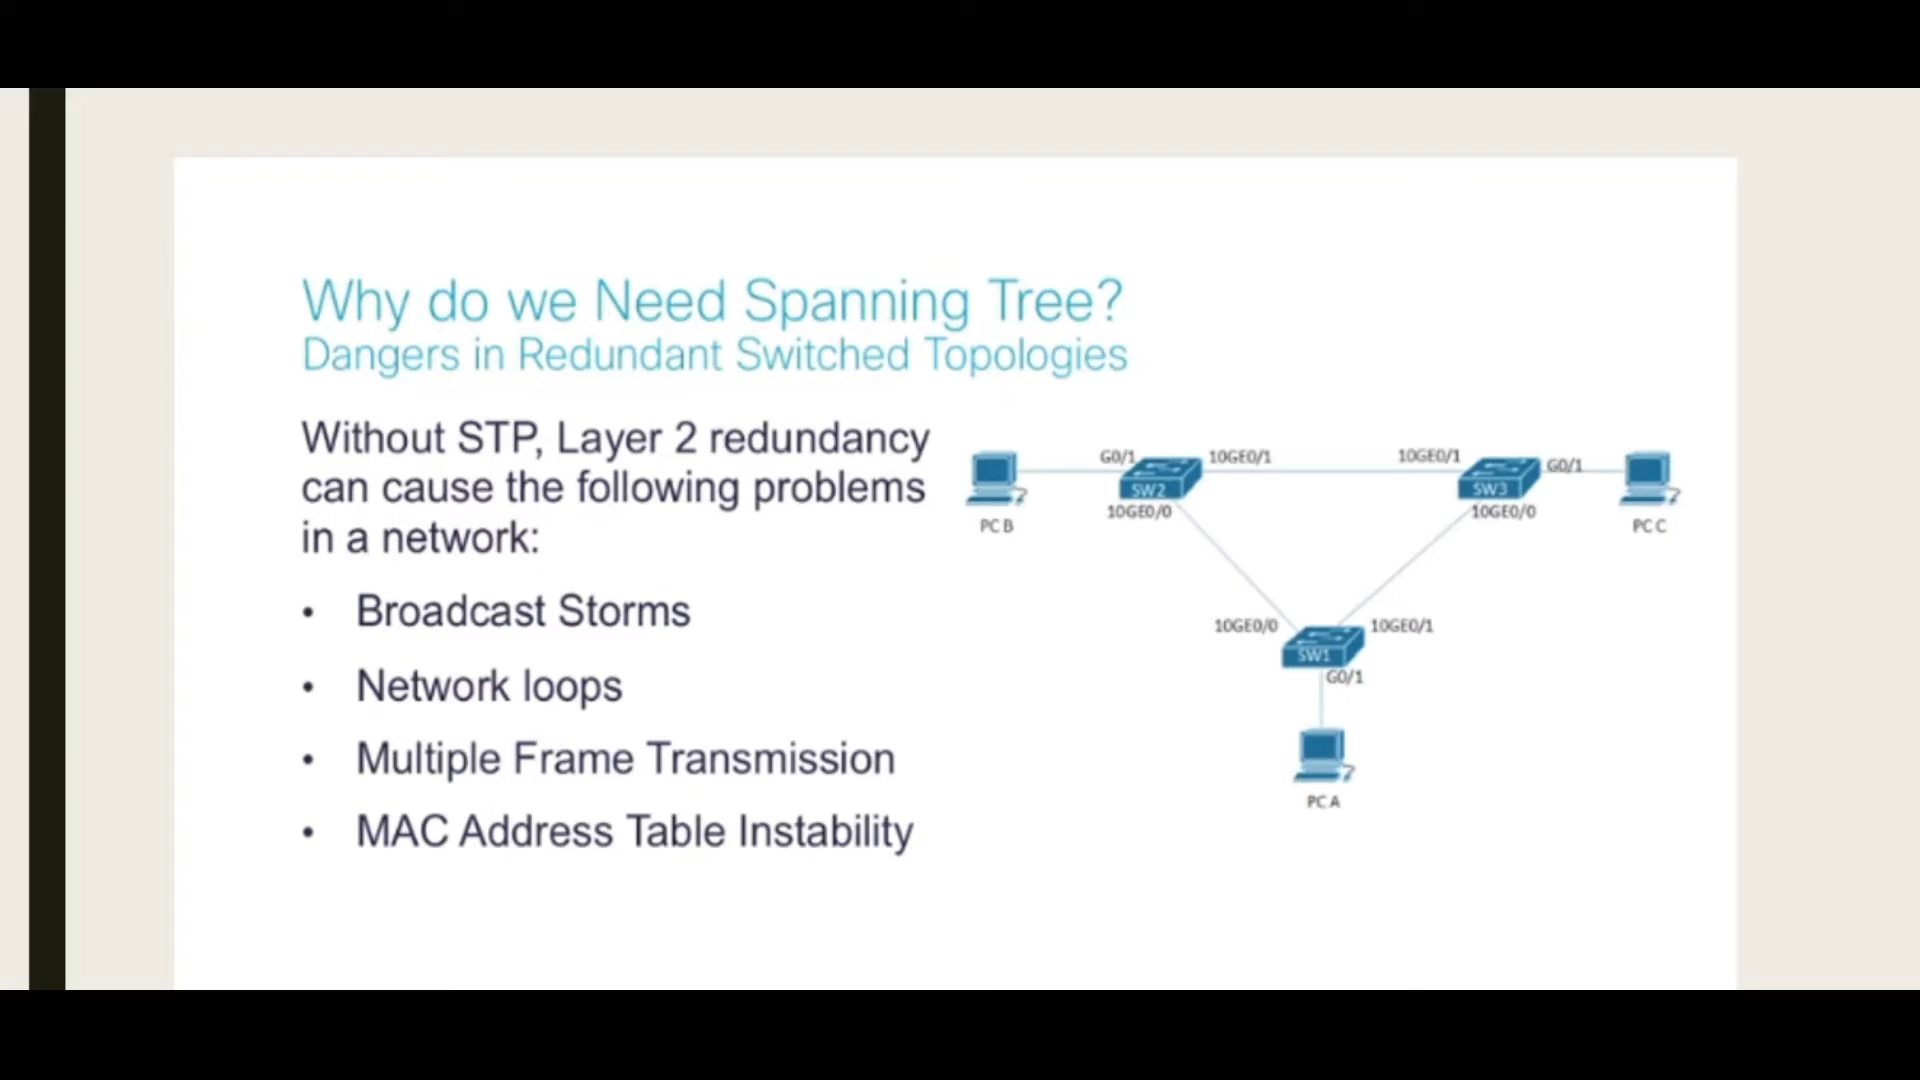 Why do we Need Spanning Tree?
Dangers in Redundant Switched Topologies
Without STP, Layer 2 redundancy
can cause the following problems
in a network:
• Broadcast Storms
• Network loops
• Multiple Frame Transmission
• MAC Address Table Instability
G0/1
10GE0/1
10GE0/1
G0/1
SW2
SW3
10GE0/0
10GE0/0
PC B
PC C
10GE0/0
10GE0/1
SW1
G0/1
PC A